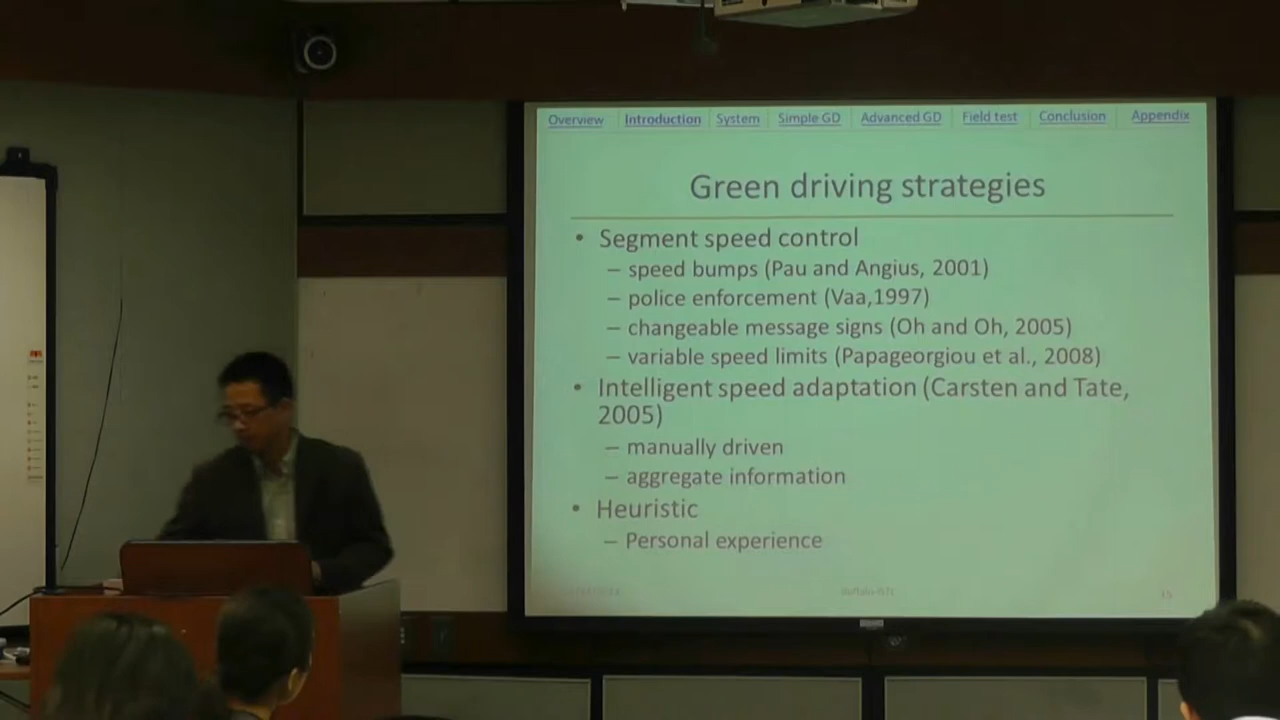 Overview Introduction System Simple GD Advanced GD Field test Conclusion Appendix
Green driving strategies
• Segment speed control
– speed bumps (Pau and Angius, 2001)
– police enforcement (Vaa,1997)
– changeable message signs (Oh and Oh, 2005)
– variable speed limits (Papageorgiou et al., 2008)
• Intelligent speed adaptation (Carsten and Tate,
2005)
– manually driven
– aggregate information
• Heuristic
– Personal experience
15